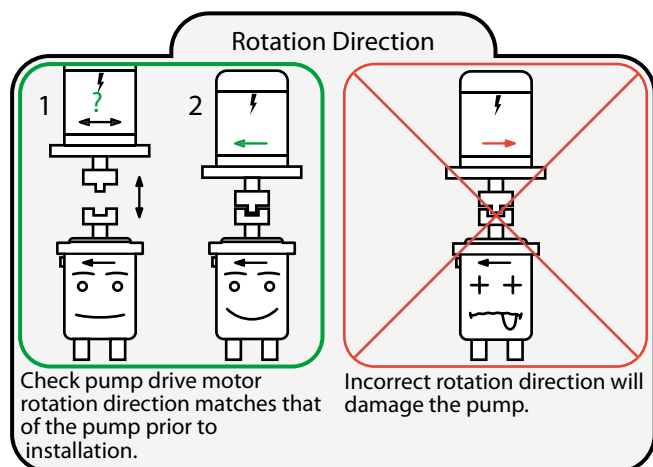 Rotation Direction
1
?
2
Check pump drive motor
rotation direction matches that
of the pump prior to
installation.
Incorrect rotation direction will
damage the pump.